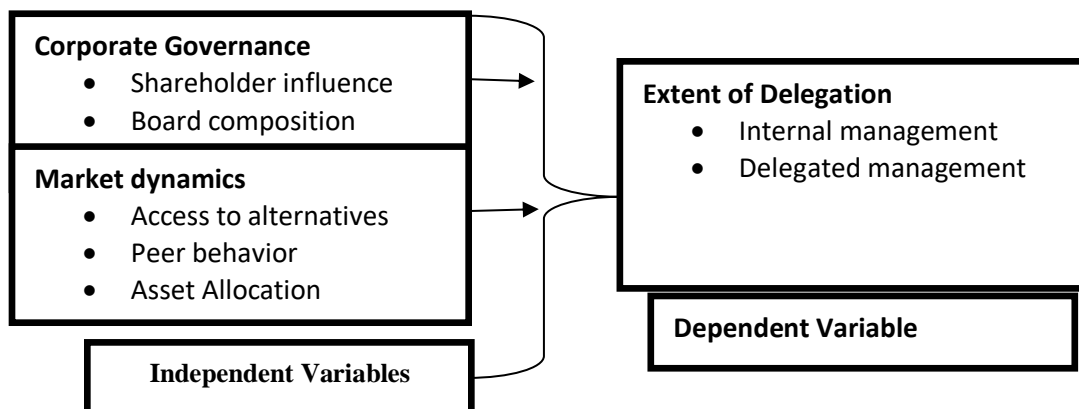 Corporate Governance
• Shareholder influence
• Board composition
Market dynamics
• Access to alternatives
• Peer behavior
• Asset Allocation
Independent Variables
Extent of Delegation
• Internal management
• Delegated management
Dependent Variable